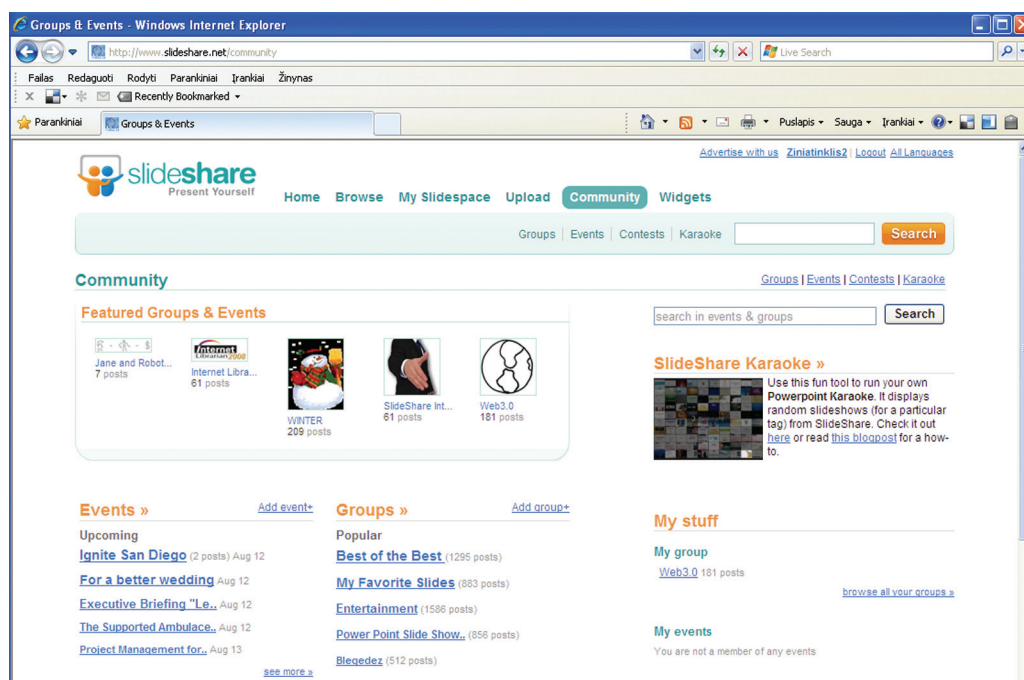 Groups & Events - Windows Internet Explorer
http://www.slideshare.net/community
Live Search
Failas Redaguoti Rodyti Parankiniai Įrankiai Žinynas
Recently Bookmarked
Parankiniai
Groups & Events
Puslapis Sauga Įrankiai
Advertise with us Ziniatinklis2 | Logout All Languages
slideshare
Present Yourself
Home Browse My Slidespace Upload Community Widgets
Groups | Events | Contests | Karaoke
Search
Community
Groups | Events | Contests | Karaoke
Featured Groups & Events
Jane and Robot...
7 posts
Internet
Librarian 2008
Internet Libra...
61 posts
WINTER
209 posts
SlideShare Int...
61 posts
Web3.0
181 posts
search in events & groups
Search
SlideShare Karaoke »
Use this fun tool to run your own
Powerpoint Karaoke. It displays
random slideshows (for a particular
tag) from SlideShare. Check it out
here or read this blogpost for a how-
to.
Events »
Add event+
Upcoming
Ignite San Diego (2 posts) Aug 12
For a better wedding Aug 12
Executive Briefing "Le.. Aug 12
The Supported Ambulace.. Aug 12
Project Management for.. Aug 13
see more »
Groups »
Add group+
Popular
Best of the Best (1295 posts)
My Favorite Slides (883 posts)
Entertainment (1586 posts)
Power Point Slide Show.. (856 posts)
Bleqedez (512 posts)
My stuff
My group
Web3.0 181 posts
browse all your groups »
My events
You are not a member of any events